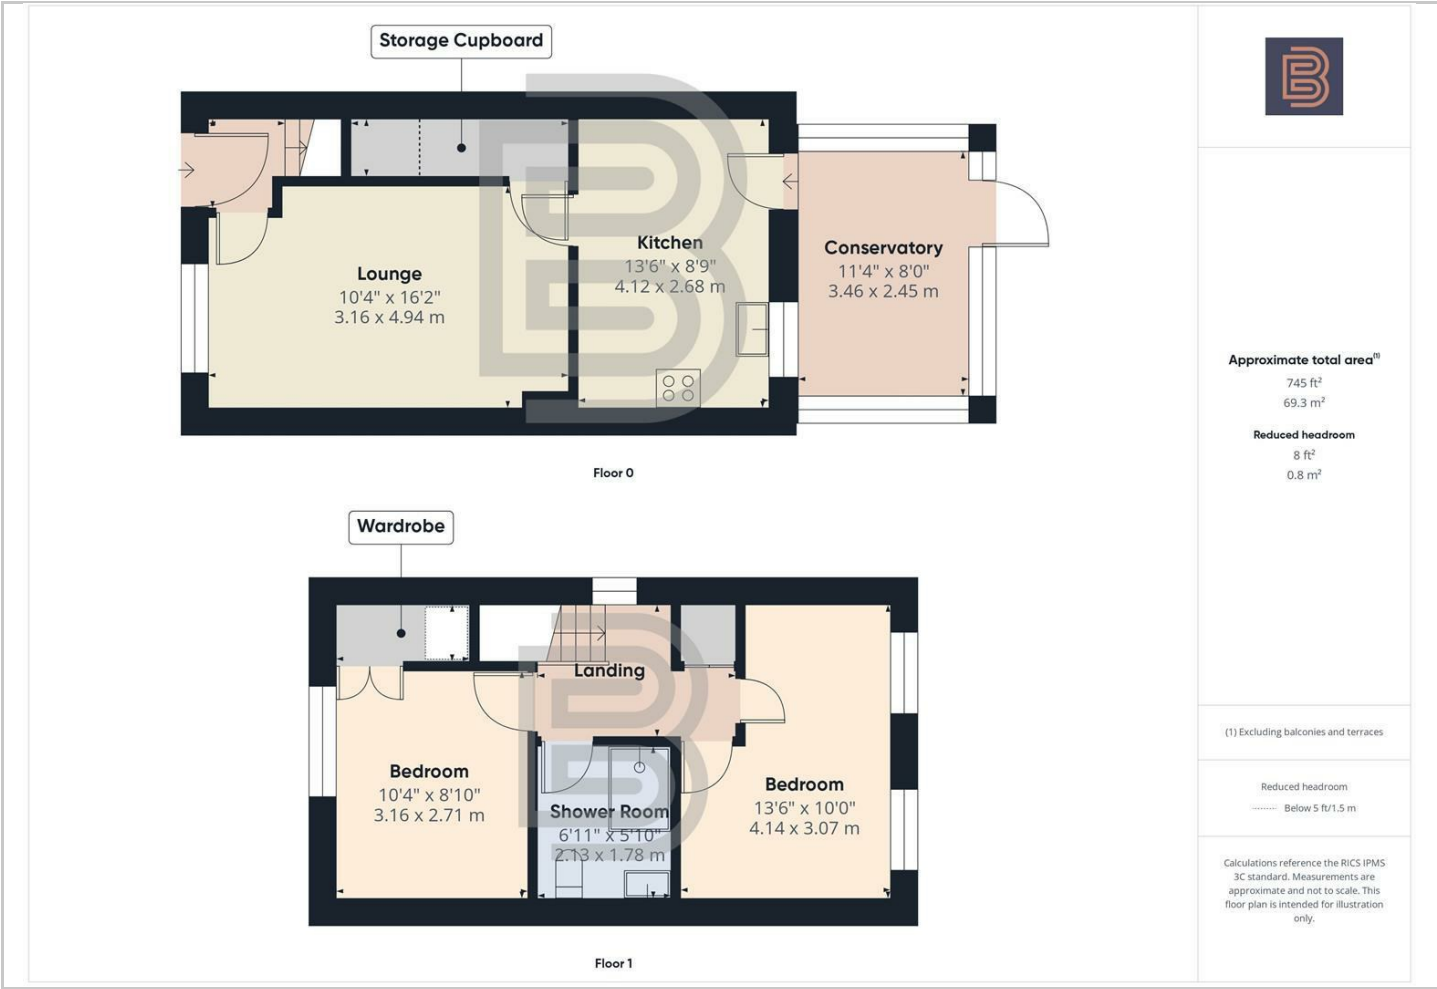 Storage Cupboard
Lounge
10'4" x 16'2"
3.16 x 4.94 m
Kitchen
13'6" x 8'9"
4.12 x 2.68 m
Conservatory
11'4" x 8'0"
3.46 x 2.45 m
Floor 0
Wardrobe
Landing
Bedroom
10'4" x 8'10"
3.16 x 2.71 m
Shower Room
6'11" x 5'10"
2.13 x 1.78 m
Bedroom
13'6" x 10'0"
4.14 x 3.07 m
Floor 1
B
Approximate total area(1)
745 ft²
69.3 m²
Reduced headroom
8 ft²
0.8 m²
(1) Excluding balconies and terraces
Reduced headroom
Below 5 ft/1.5 m
Calculations reference the RICS IPMS
3C standard. Measurements are
approximate and not to scale. This
floor plan is intended for illustration
only.